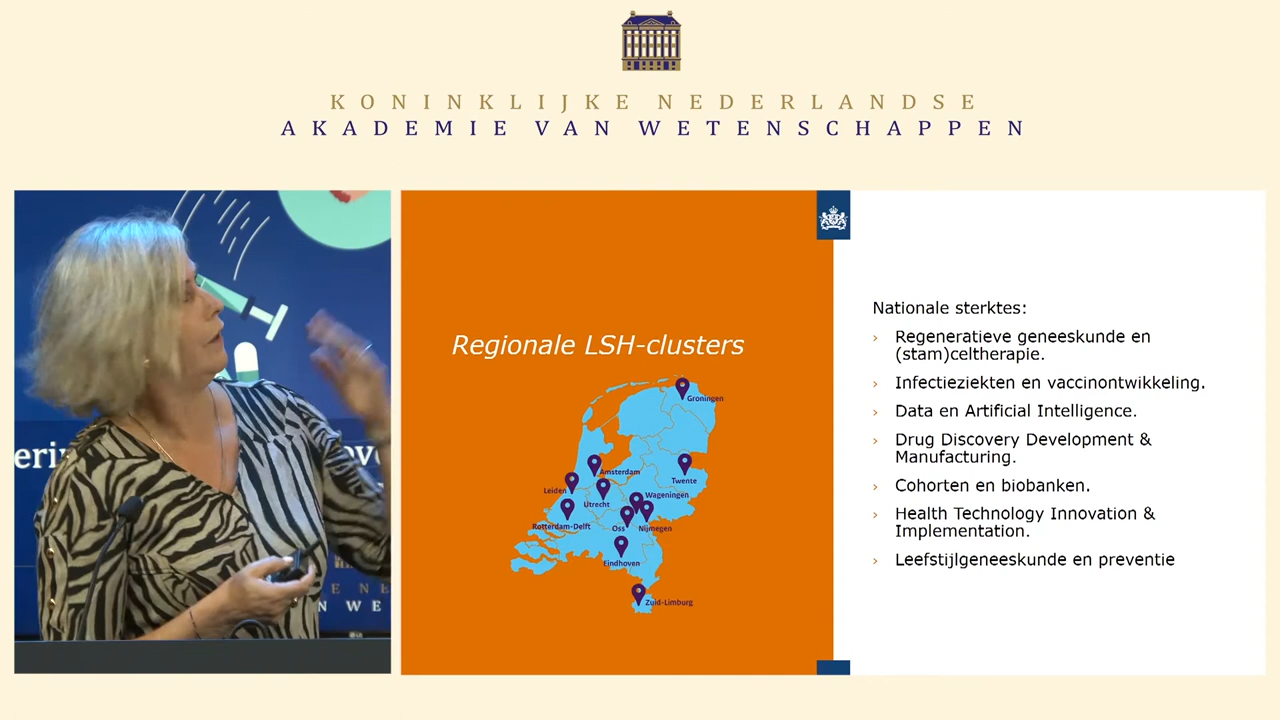 KONINKLIJKE NEDERLANDSE
AKADEMIE VAN WETENSCHAPPEN
Regionale LSH-clusters
Groningen
Amsterdam
Twente
Leiden
Utrecht
Wageningen
Rotterdam-Delft
Oss
Nijmegen
Eindhoven
Zuid-Limburg
Nationale sterktes:
› Regeneratieve geneeskunde en
(stam)celtherapie.
› Infectieziekten en vaccinontwikkeling.
› Data en Artificial Intelligence.
› Drug Discovery Development &
Manufacturing.
› Cohorten en biobanken.
› Health Technology Innovation &
Implementation.
› Leefstijlgeneeskunde en preventie